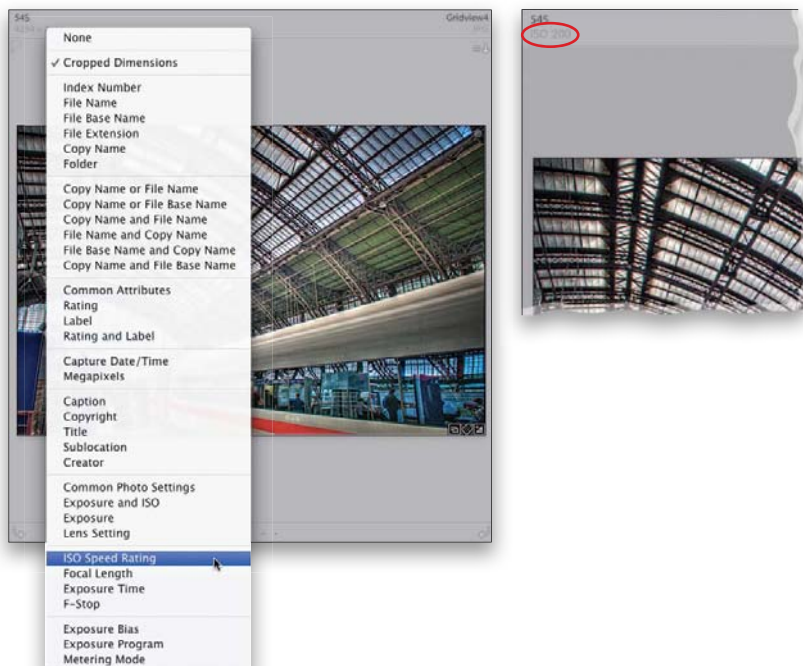 545
Gridview4
JPG
None
✓ Cropped Dimensions
Index Number
File Name
File Base Name
File Extension
Copy Name
Folder
Copy Name or File Name
Copy Name or File Base Name
Copy Name and File Name
File Name and Copy Name
File Base Name and Copy Name
Copy Name and File Base Name
Common Attributes
Rating
Label
Rating and Label
Capture Date/Time
Megapixels
Caption
Copyright
Title
Sublocation
Creator
Common Photo Settings
Exposure and ISO
Exposure
Lens Setting
ISO Speed Rating
Focal Length
Exposure Time
F-Stop
Exposure Bias
Exposure Program
Metering Mode
545
ISO 200